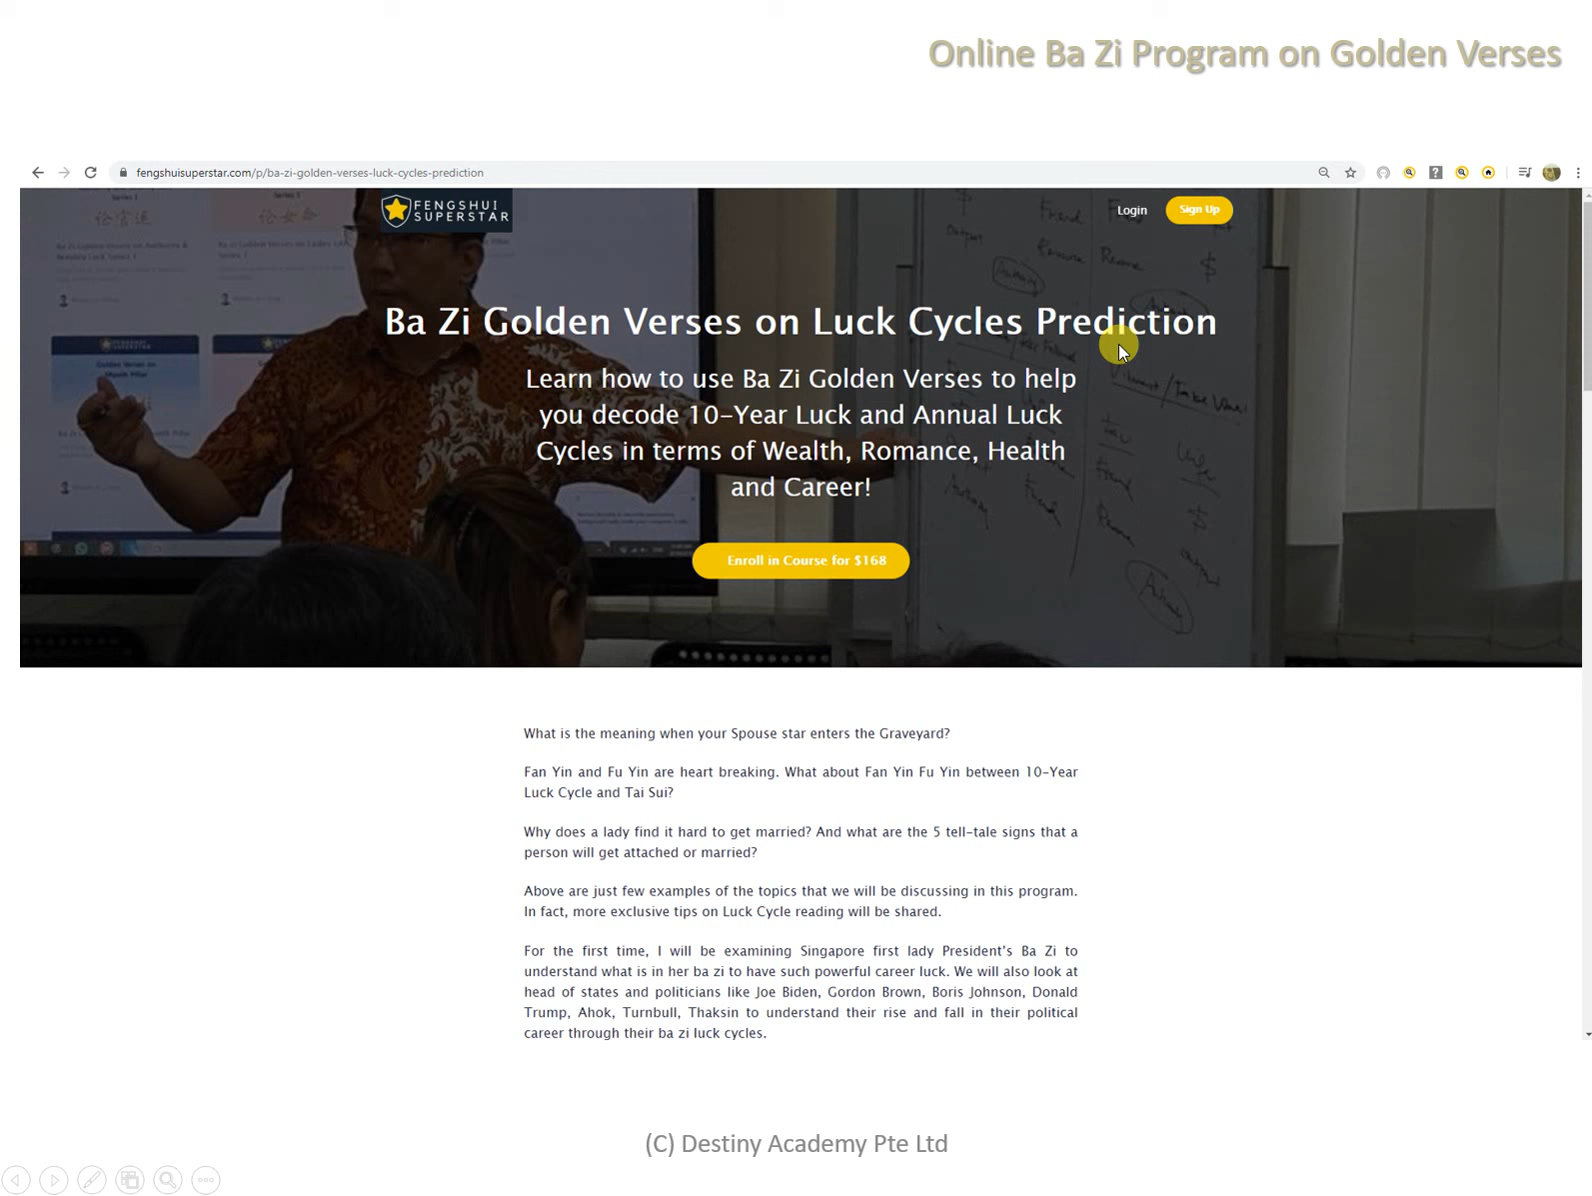 Online Ba Zi Program on Golden Verses
fengshuisuperstar.com/p/ba-zi-golden-verses-luck-cycles-prediction
FENGSHUI
SUPERSTAR
Login
Sign Up
Ba Zi Golden Verses on Luck Cycles Prediction
Learn how to use Ba Zi Golden Verses to help
you decode 10-Year Luck and Annual Luck
Cycles in terms of Wealth, Romance, Health
and Career!
Enroll in Course for $168
What is the meaning when your Spouse star enters the Graveyard?
Fan Yin and Fu Yin are heart breaking. What about Fan Yin Fu Yin between 10-Year
Luck Cycle and Tai Sui?
Why does a lady find it hard to get married? And what are the 5 tell-tale signs that a
person will get attached or married?
Above are just few examples of the topics that we will be discussing in this program.
In fact, more exclusive tips on Luck Cycle reading will be shared.
For the first time, I will be examining Singapore first lady President's Ba Zi to
understand what is in her ba zi to have such powerful career luck. We will also look at
head of states and politicians like Joe Biden, Gordon Brown, Boris Johnson, Donald
Trump, Ahok, Turnbull, Thaksin to understand their rise and fall in their political
career through their ba zi luck cycles.
(C) Destiny Academy Pte Ltd